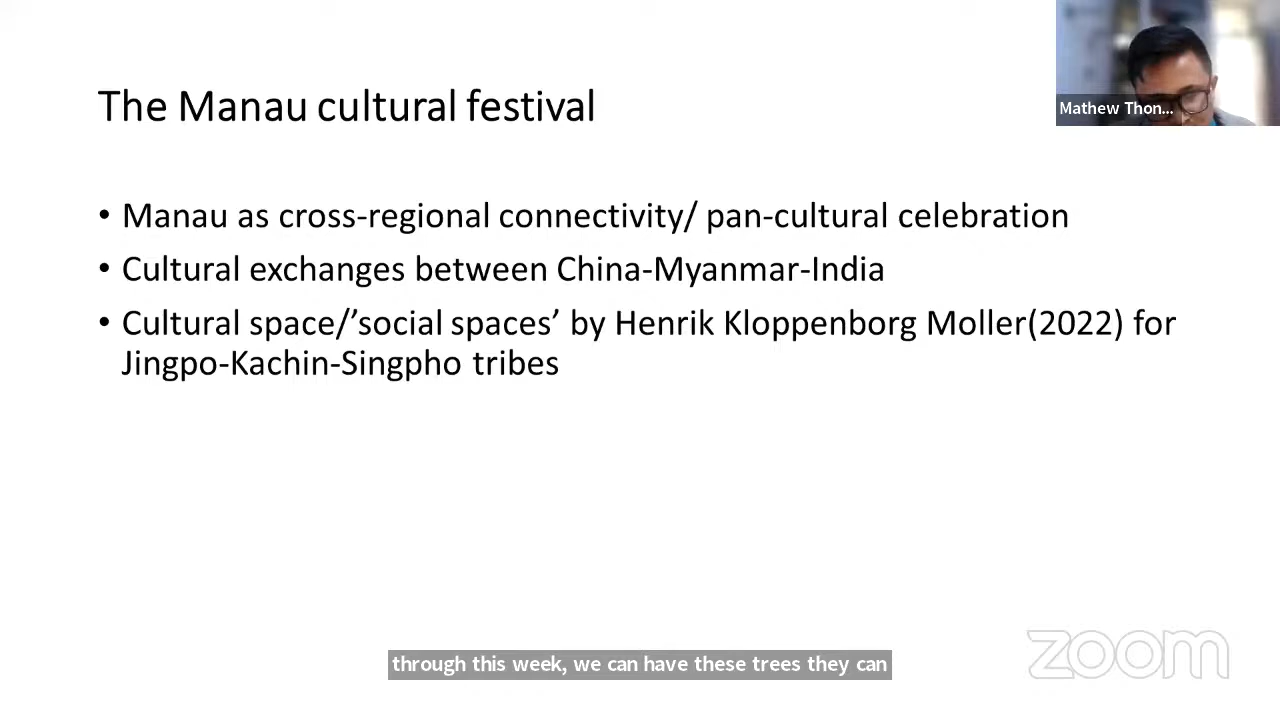 The Manau cultural festival
Mathew Thon...
• Manau as cross-regional connectivity/ pan-cultural celebration
• Cultural exchanges between China-Myanmar-India
• Cultural space/’social spaces’ by Henrik Kloppenborg Moller(2022) for
Jingpo-Kachin-Singpho tribes
through this week, we can have these trees they can
zoom